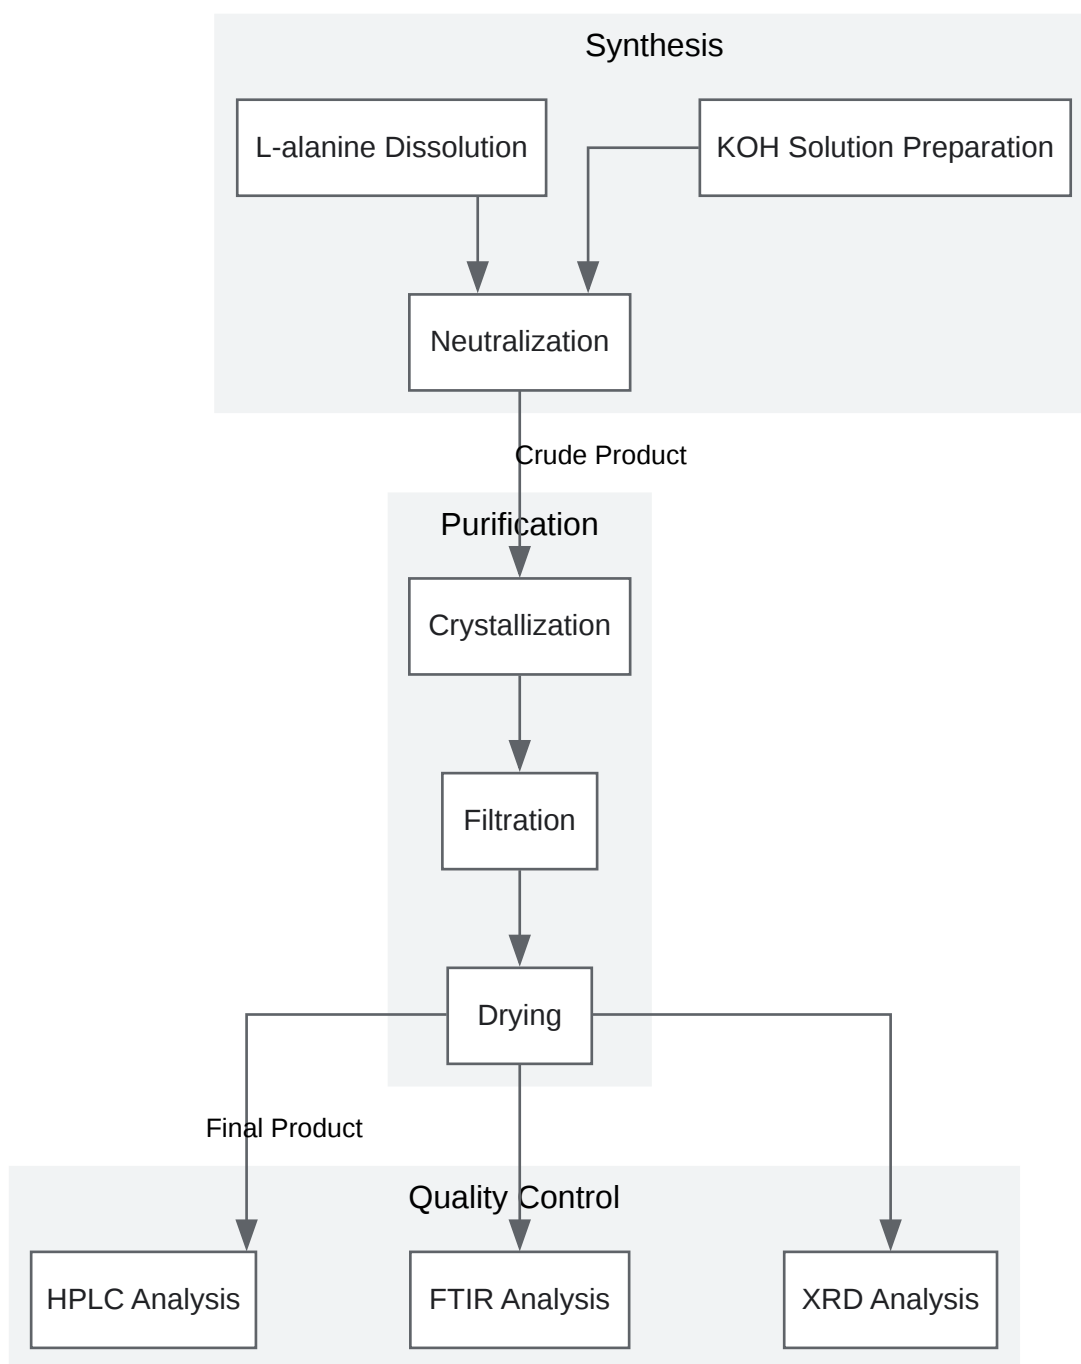 Synthesis
L-alanine Dissolution
KOH Solution Preparation
Neutralization
Crude Product
Purification
Crystallization
Filtration
Drying
Final Product
Quality Control
HPLC Analysis
FTIR Analysis
XRD Analysis